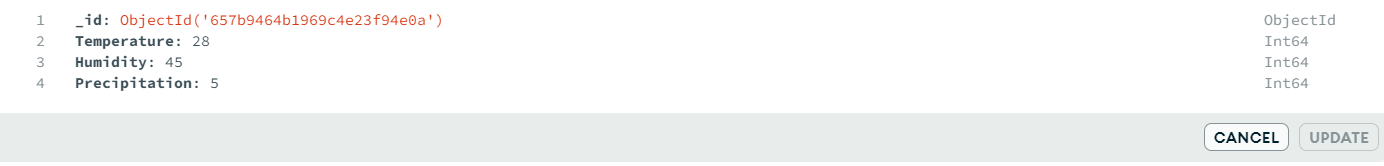 1 _id: ObjectId('657b9464b1969c4e23f94e0a') ObjectId
2 Temperature: 28 Int64
3 Humidity: 45 Int64
4 Precipitation: 5 Int64
CANCEL UPDATE